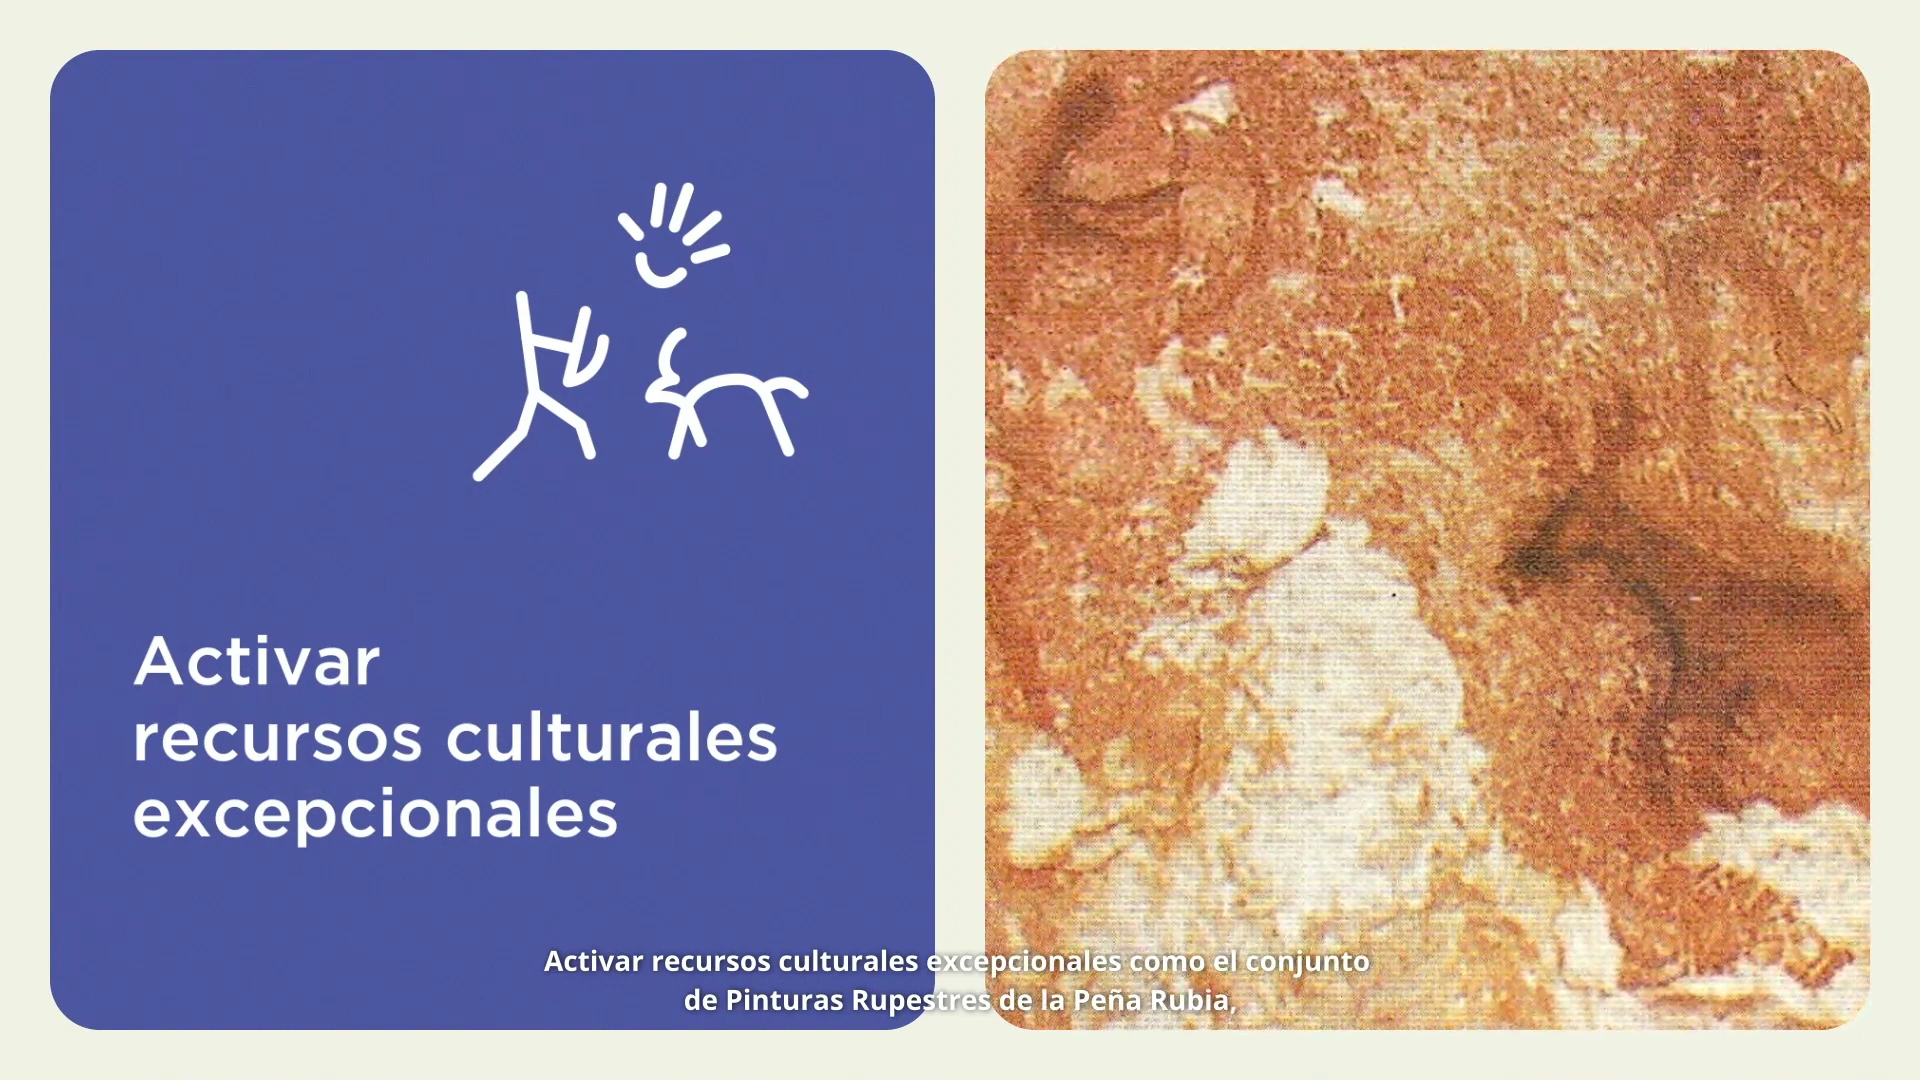 Activar
recursos culturales
excepcionales
Activar recursos culturales excepcionales como el conjunto
de Pinturas Rupestres de la Peña Rubia,